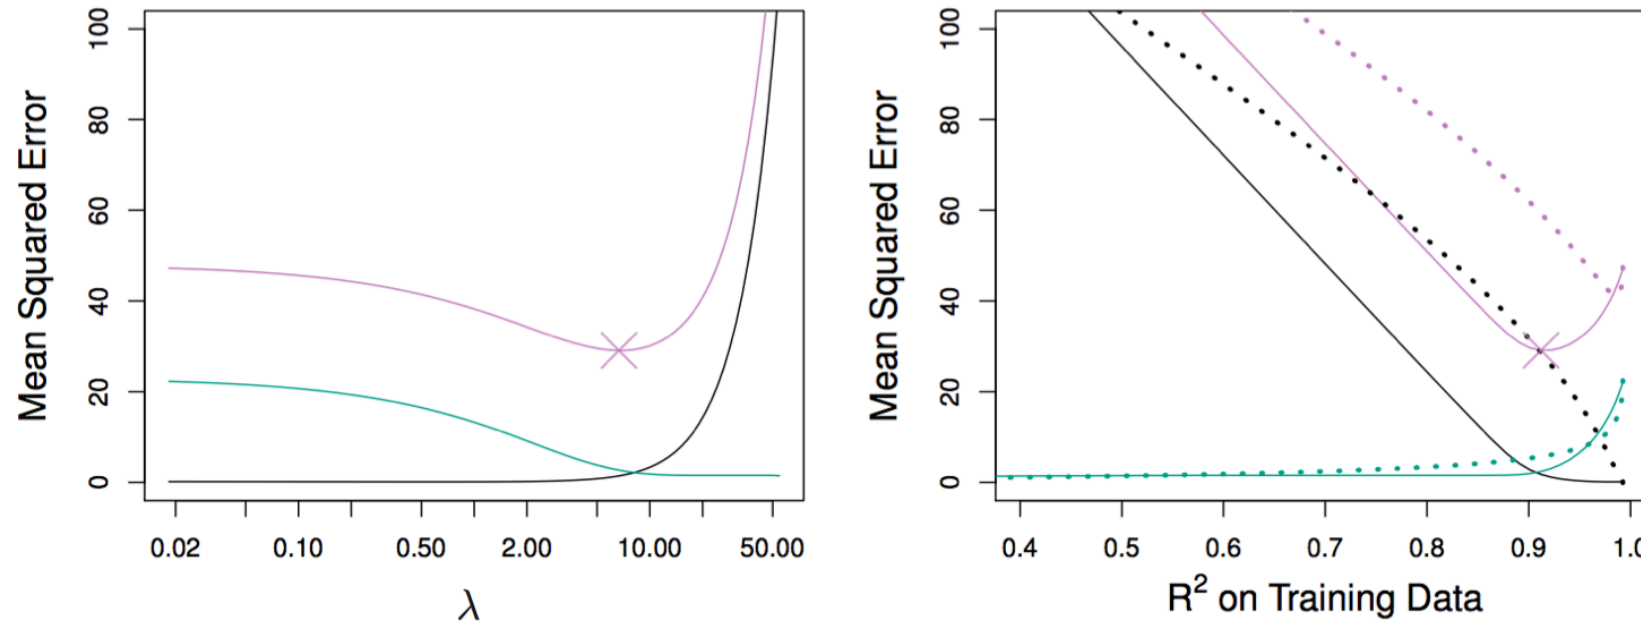 Mean Squared Error
0 20 40 60 80 100
0.02 0.10 0.50 2.00 10.00 50.00
λ
Mean Squared Error
0 20 40 60 80 100
0.4 0.5 0.6 0.7 0.8 0.9 1.0
R² on Training Data